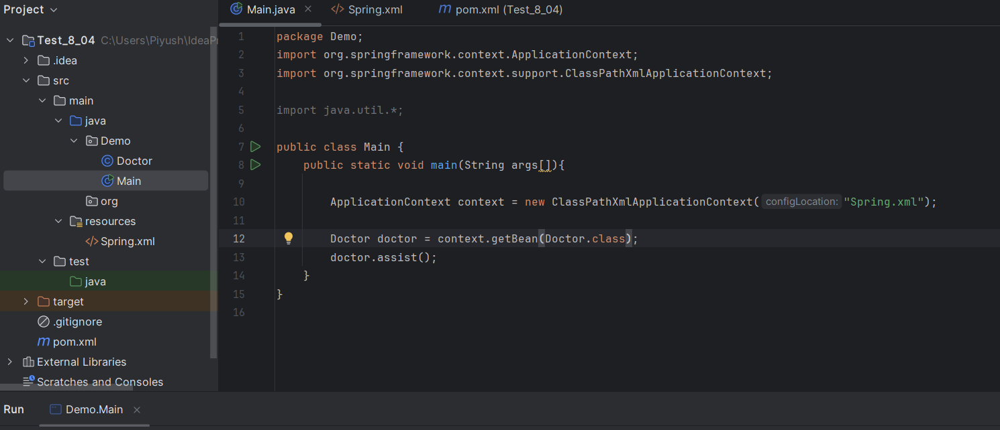 Project
Main.java
Spring.xml
pom.xml (Test_8_04)
Test_8_04 C:\Users\Piyush\IdeaPr
.idea
src
main
java
Demo
Doctor
Main
org
resources
Spring.xml
test
java
target
.gitignore
pom.xml
External Libraries
Scratches and Consoles
1 package Demo;
2 import org.springframework.context.ApplicationContext;
3 import org.springframework.context.support.ClassPathXmlApplicationContext;
4
5 import java.util.*;
6
7 public class Main {
8 public static void main(String args[]){
9
10 ApplicationContext context = new ClassPathXmlApplicationContext( configLocation: "Spring.xml");
11
12 Doctor doctor = context.getBean(Doctor.class);
13 doctor.assist();
14 }
15 }
16
Run
Demo.Main